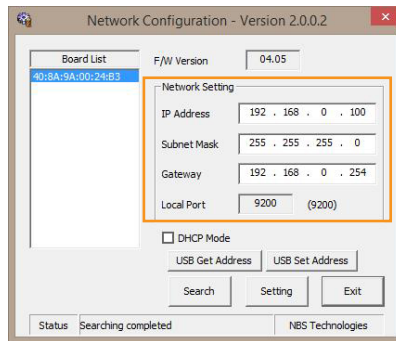 Network Configuration - Version 2.0.0.2
Board List
40:8A:9A:00:24:B3
F/W Version 04.05
Network Setting
IP Address 192 . 168 . 0 . 100
Subnet Mask 255 . 255 . 255 . 0
Gateway 192 . 168 . 0 . 254
Local Port 9200 (9200)
DHCP Mode
USB Get Address USB Set Address
Search Setting Exit
Status Searching completed NBS Technologies